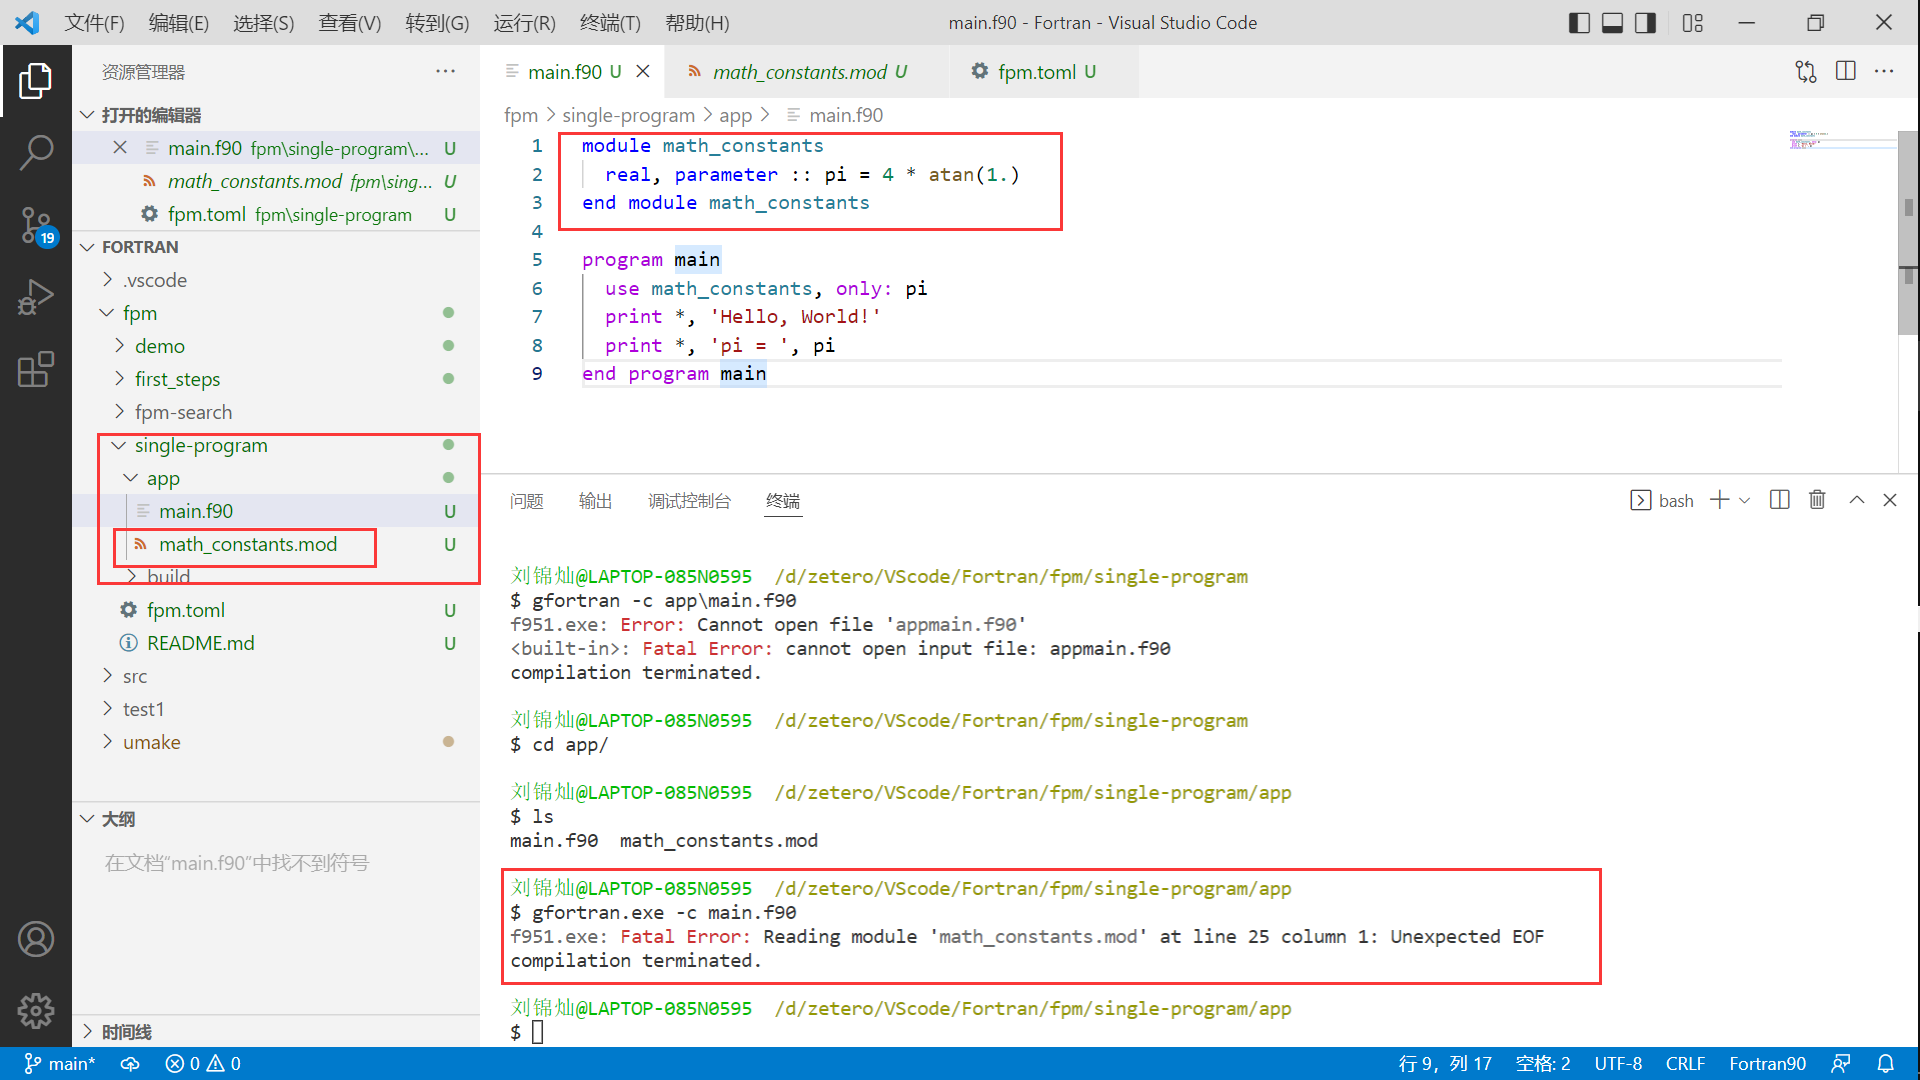 文件(F) 编辑(E) 选择(S) 查看(V) 转到(G) 运行(R) 终端(T) 帮助(H) main.f90 - Fortran - Visual Studio Code
资源管理器 ···
打开的编辑器
main.f90 fpm\single-program\... U
math_constants.mod fpm\sing... U
fpm.toml fpm\single-program U
FORTRAN
.vscode
fpm
demo
first_steps
fpm-search
single-program
app
main.f90 U
math_constants.mod U
build
fpm.toml U
README.md U
src
test1
umake
大纲
在文档“main.f90”中找不到符号
时间线
19
main.f90 U math_constants.mod U fpm.toml U
fpm > single-program > app > main.f90
1 module math_constants
2 real, parameter :: pi = 4 * atan(1.)
3 end module math_constants
4
5 program main
6 use math_constants, only: pi
7 print *, 'Hello, World!'
8 print *, 'pi = ', pi
9 end program main
问题 输出 调试控制台 终端 bash
刘锦灿@LAPTOP-085N0595 /d/zetero/VScode/Fortran/fpm/single-program
$ gfortran -c app\main.f90
f951.exe: Error: Cannot open file 'appmain.f90'
<built-in>: Fatal Error: cannot open input file: appmain.f90
compilation terminated.
刘锦灿@LAPTOP-085N0595 /d/zetero/VScode/Fortran/fpm/single-program
$ cd app/
刘锦灿@LAPTOP-085N0595 /d/zetero/VScode/Fortran/fpm/single-program/app
$ ls
main.f90 math_constants.mod
刘锦灿@LAPTOP-085N0595 /d/zetero/VScode/Fortran/fpm/single-program/app
$ gfortran.exe -c main.f90
f951.exe: Fatal Error: Reading module 'math_constants.mod' at line 25 column 1: Unexpected EOF
compilation terminated.
刘锦灿@LAPTOP-085N0595 /d/zetero/VScode/Fortran/fpm/single-program/app
$
main* 0 0 行 9，列 17 空格: 2 UTF-8 CRLF Fortran90